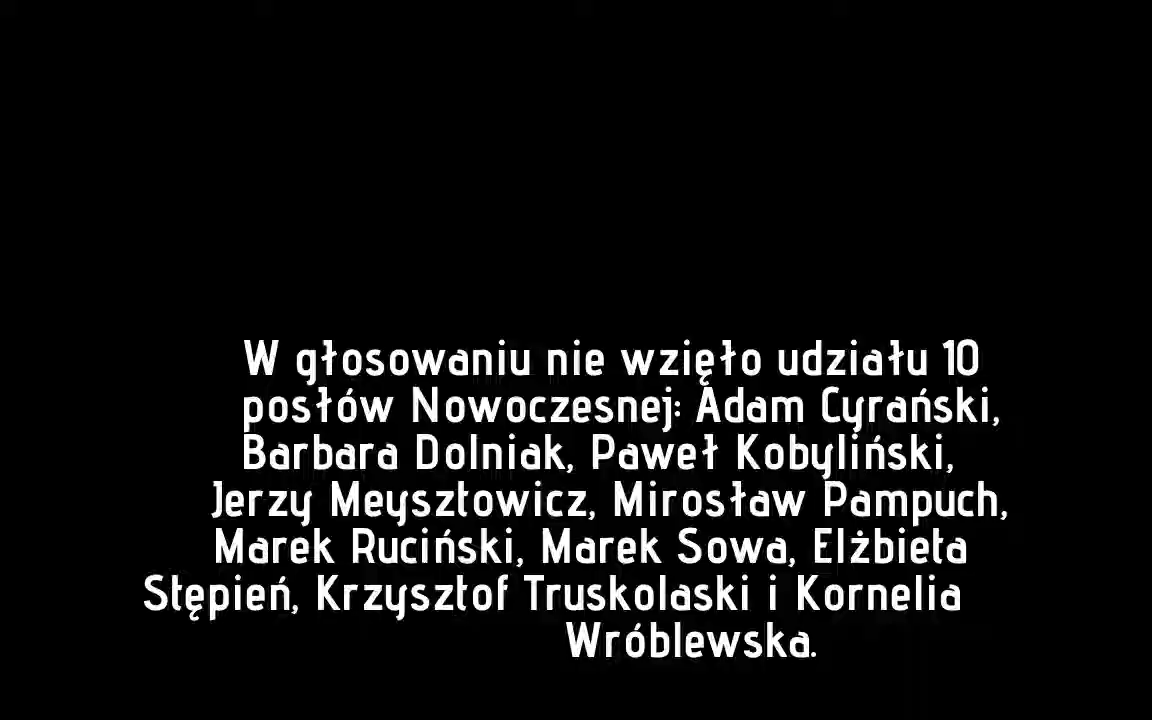 W głosowaniu nie wzięło udziału 10
posłów Nowoczesnej: Adam Cyrański,
Barbara Dolniak, Paweł Kobyliński,
Jerzy Meysztowicz, Mirosław Pampuch,
Marek Ruciński, Marek Sowa, Elżbieta
Stępień, Krzysztof Truskolaski i Kornelia
Wróblewska.